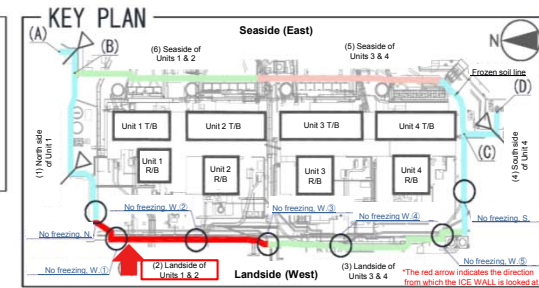 KEY PLAN
Seaside (East)
N
(A)
(B)
(6) Seaside of
Units 1 & 2
(5) Seaside of
Units 3 & 4
Frozen soil line
(D)
(1) North side
of Unit 1
Unit 1 T/B
Unit 2 T/B
Unit 3 T/B
Unit 4 T/B
(C)
(4) South side
of Unit 4
Unit 1
R/B
Unit 2
R/B
Unit 3
R/B
Unit 4
R/B
No freezing, W.②
No freezing, W.③
No freezing, W.④
No freezing, S,
No freezing, N,
No freezing, W.①
No freezing, W.⑤
(2) Landside of
Units 1 & 2
Landside (West)
(3) Landside of
Units 3 & 4
*The red arrow indicates the direction
from which the ICE WALL is looked at